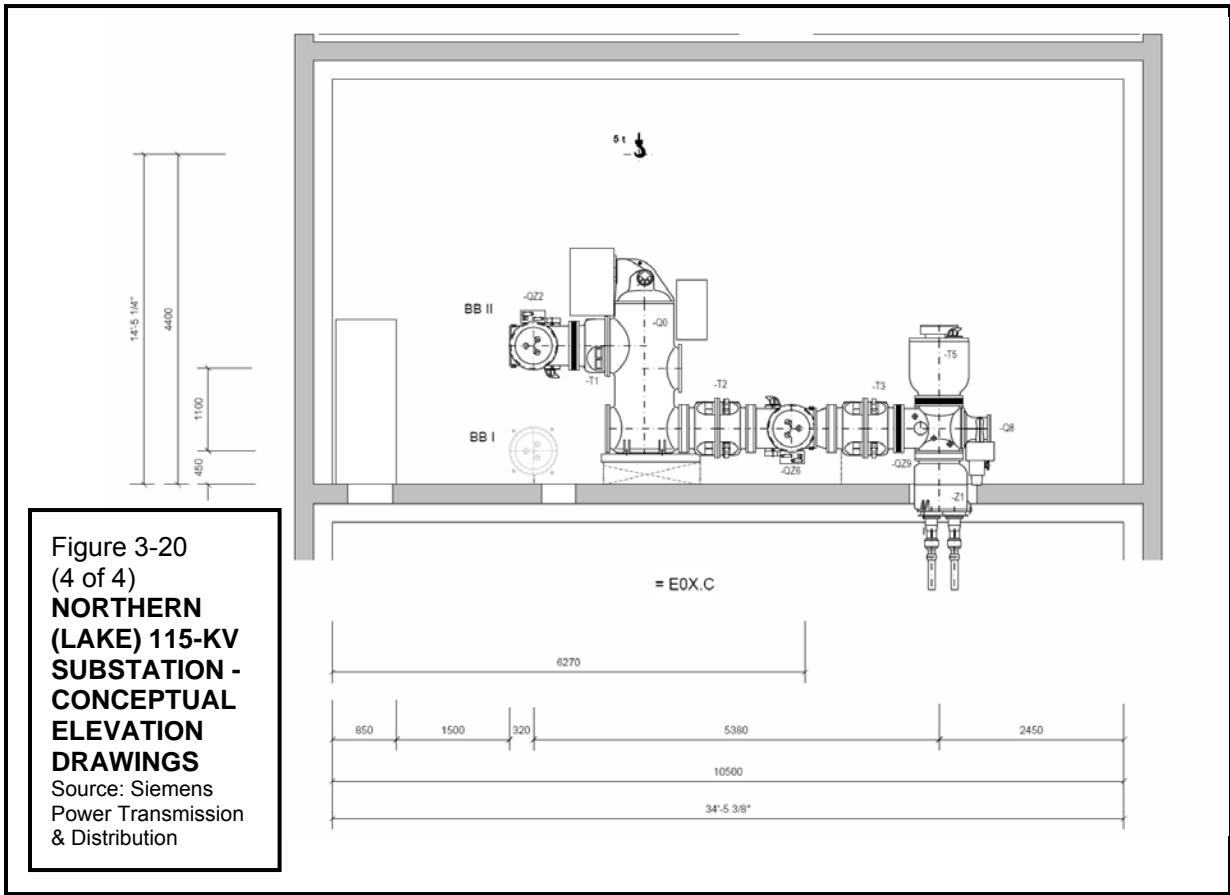 5 t
14'-5 1/4"
4400
1100
450
BB II
-QZ2
-Q0
-T1
-T2
-T3
-T5
BB I
-QZ6
-QZ9
-Q8
-Z1
= E0X.C
6270
850
1500
320
5380
2450
10500
34'-5 3/8"
Figure 3-20
(4 of 4)
NORTHERN
(LAKE) 115-KV
SUBSTATION -
CONCEPTUAL
ELEVATION
DRAWINGS
Source: Siemens
Power Transmission
& Distribution